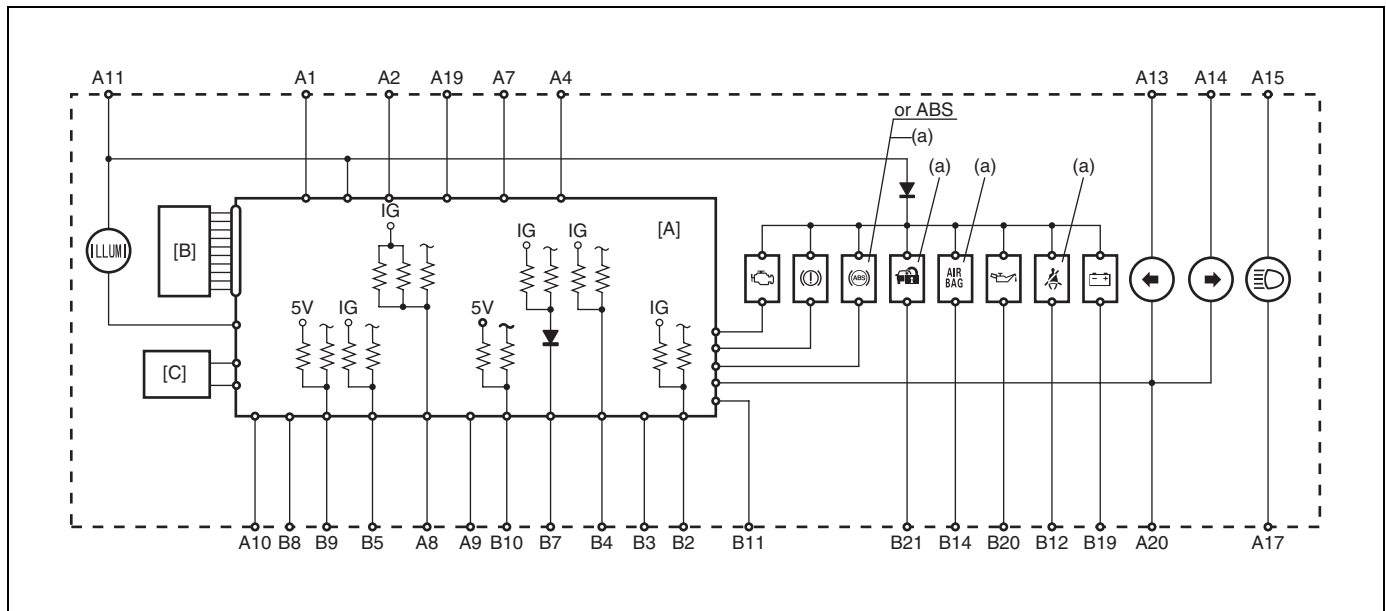 A11 A1 A2 A19 A7 A4 A13 A14 A15
or ABS
(a)
(a) (a) (a)
IG
[A]
[B]
ILLUMI
IG IG
AIR
BAG
(ABS)
5V IG 5V IG
[C]
A10 B8 B9 B5 A8 A9 B10 B7 B4 B3 B2 B11 B21 B14 B20 B12 B19 A20 A17